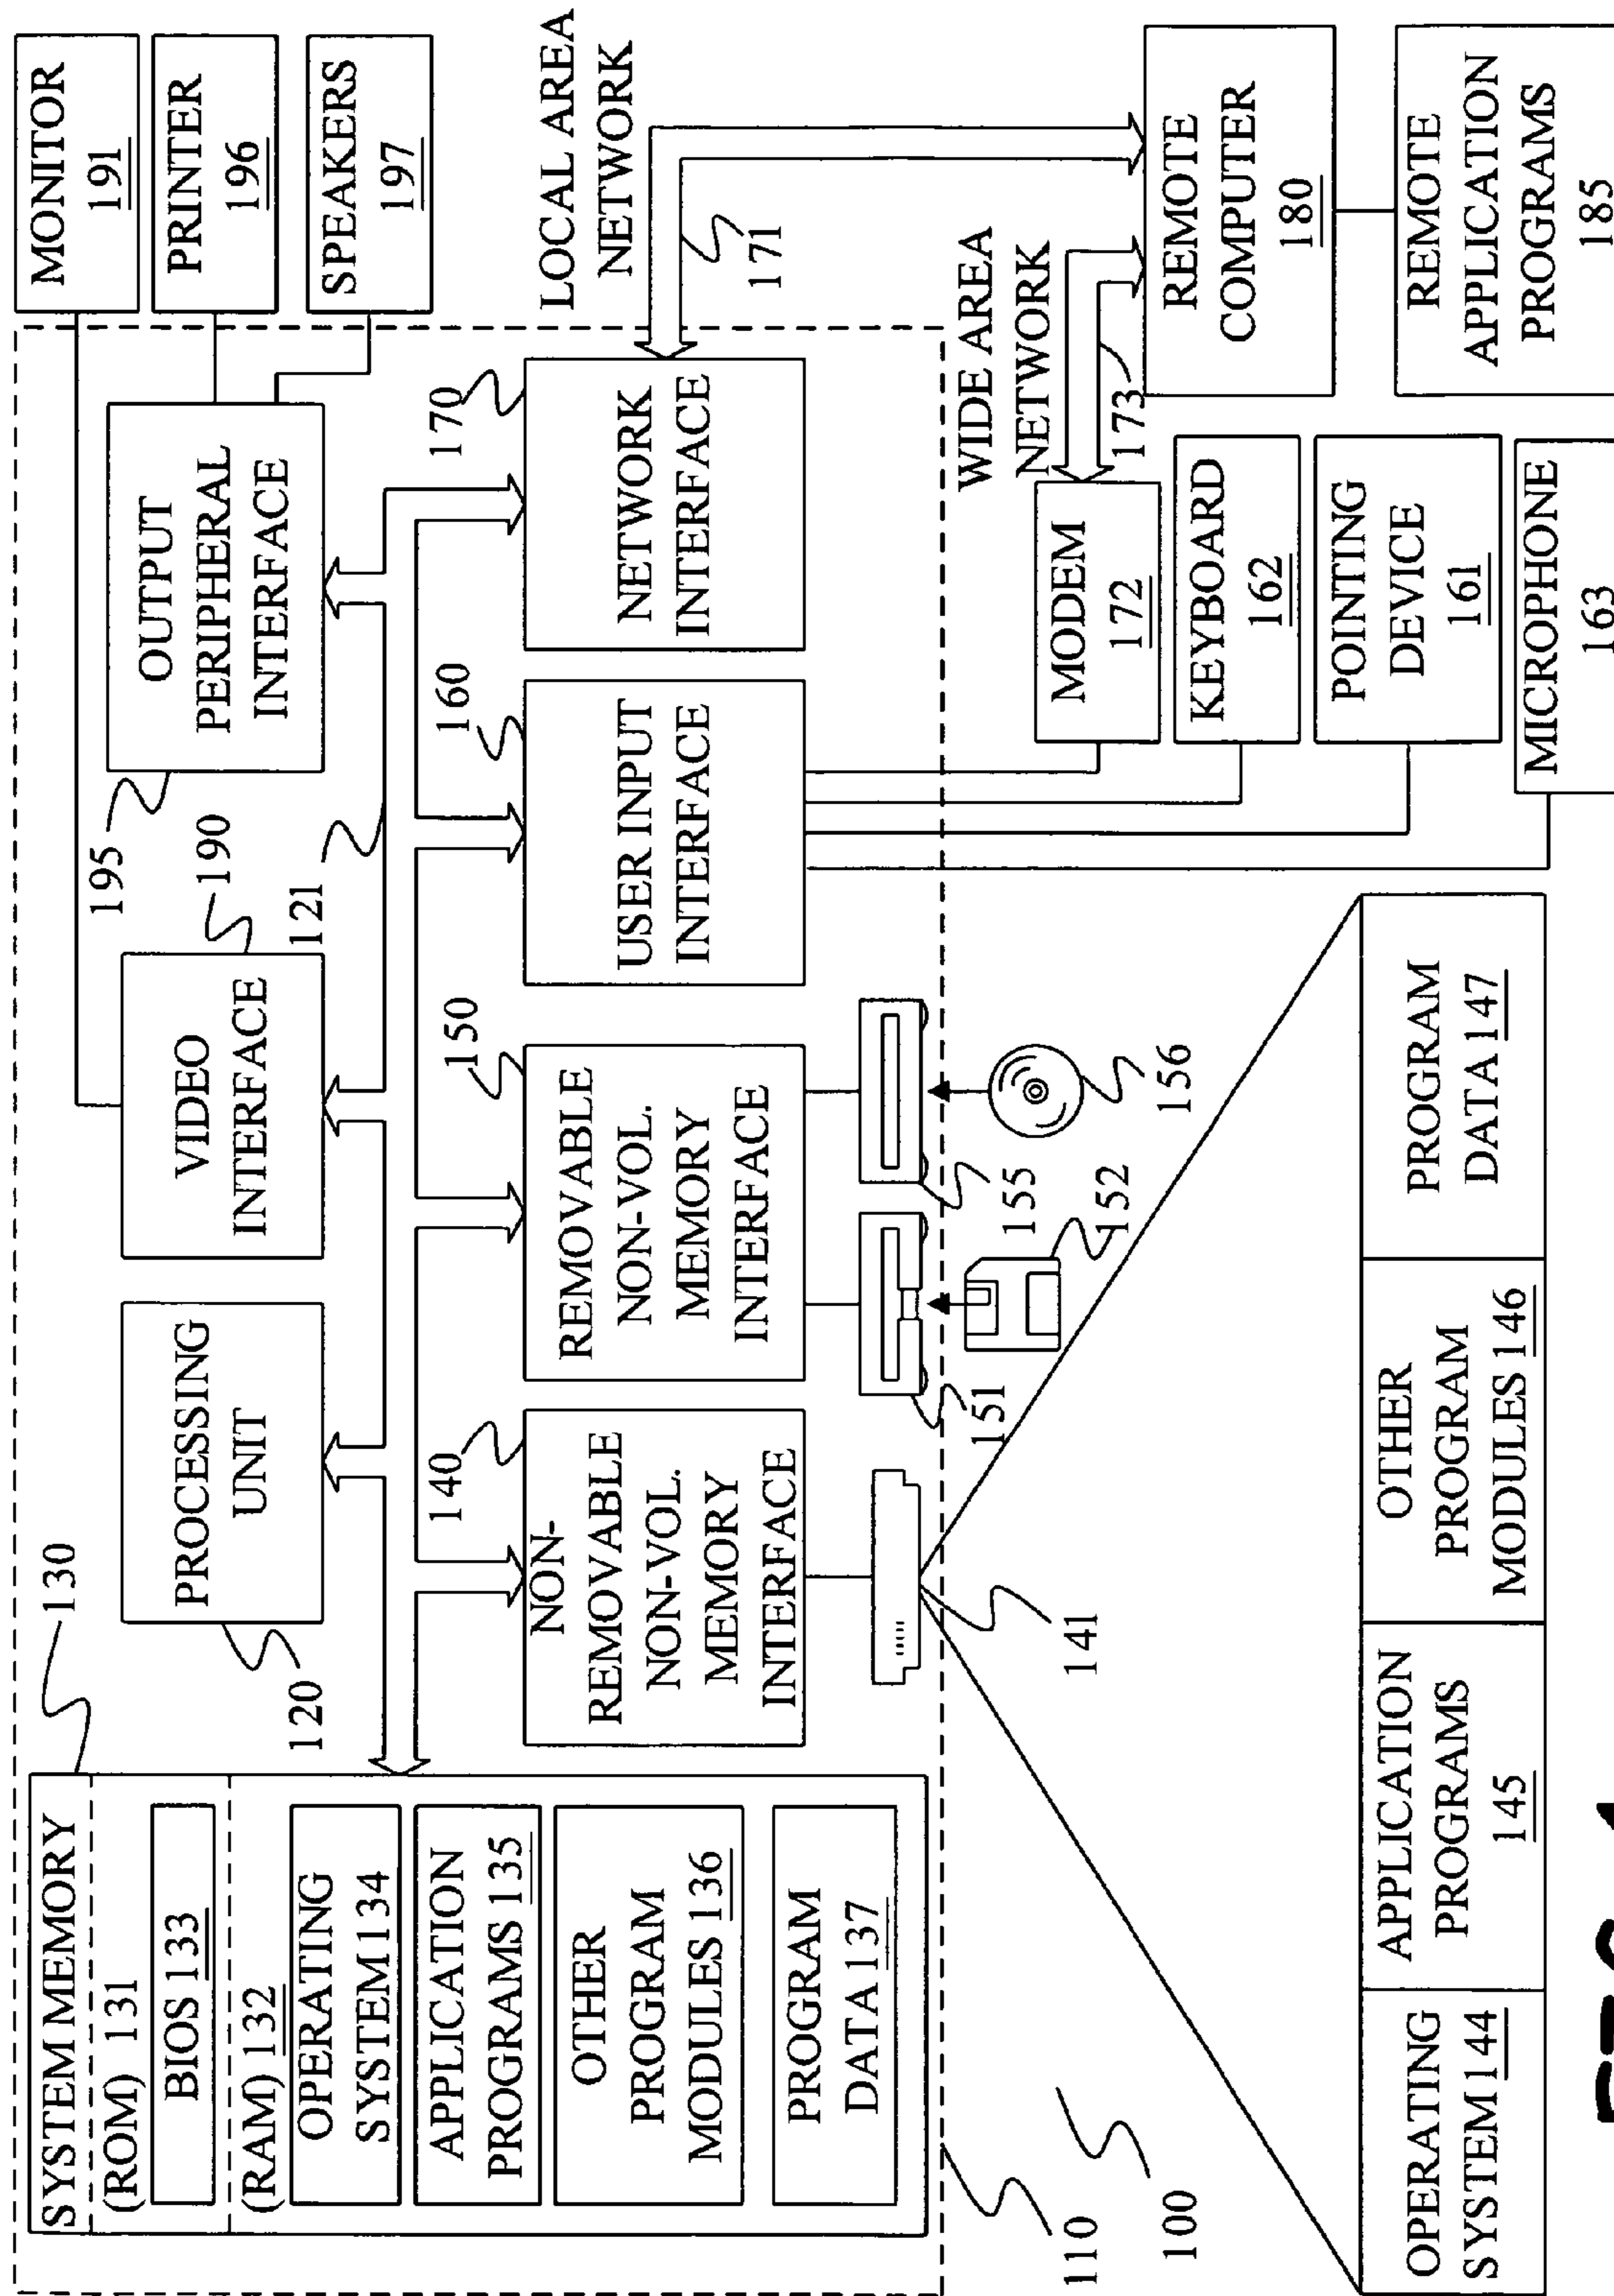 SYSTEM MEMORY
(ROM) 131
BIOS 133
(RAM) 132
OPERATING
SYSTEM 134
APPLICATION
PROGRAMS 135
OTHER
PROGRAM
MODULES 136
PROGRAM
DATA 137
130
120
PROCESSING
UNIT
VIDEO
INTERFACE
190
121
195
OUTPUT
PERIPHERAL
INTERFACE
MONITOR
191
PRINTER
196
SPEAKERS
197
140
NON-
REMOVABLE
NON-VOL.
MEMORY
INTERFACE
150
REMOVABLE
NON-VOL.
MEMORY
INTERFACE
160
USER INPUT
INTERFACE
170
NETWORK
INTERFACE
LOCAL AREA
NETWORK
171
141
151
152
155
156
WIDE AREA
NETWORK
173
MODEM
172
KEYBOARD
162
POINTING
DEVICE
161
MICROPHONE
163
REMOTE
COMPUTER
180
REMOTE
APPLICATION
PROGRAMS
185
110
100
OPERATING
SYSTEM 144
APPLICATION
PROGRAMS
145
OTHER
PROGRAM
MODULES 146
PROGRAM
DATA 147